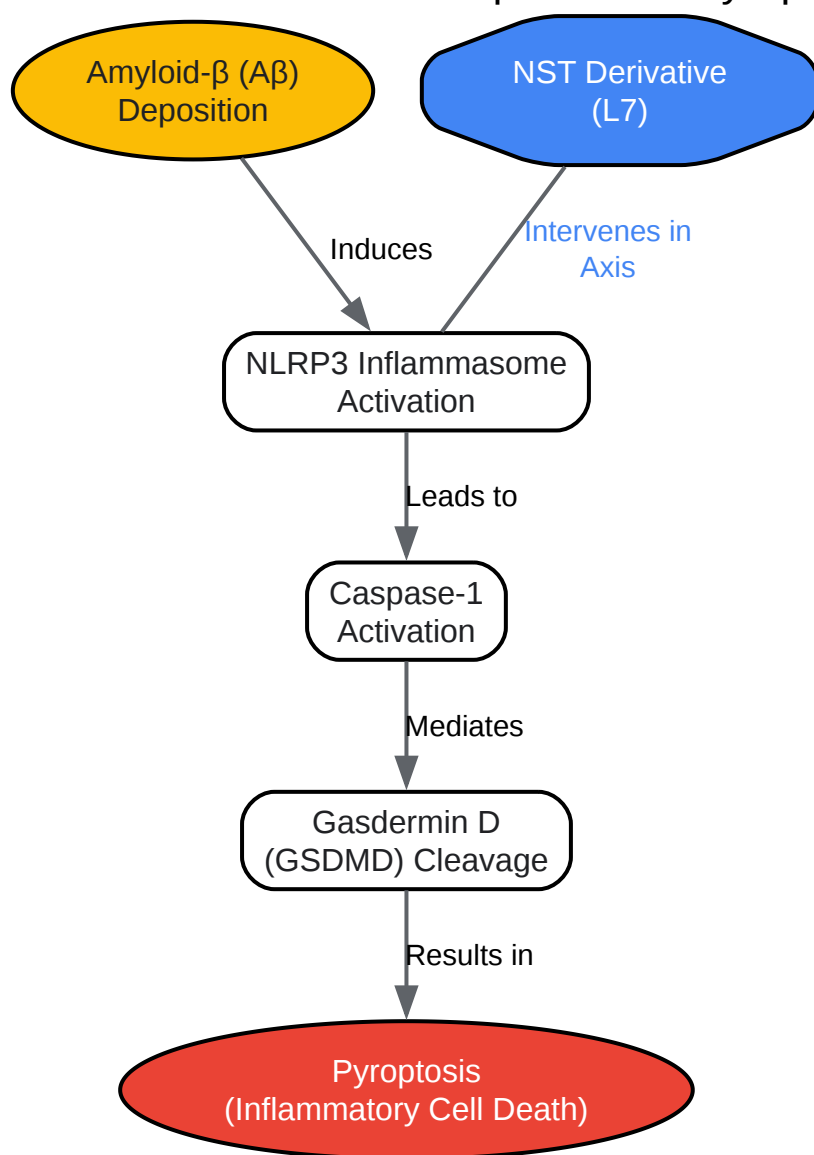 Amyloid-β (Aβ)
Deposition
NST Derivative
(L7)
Induces
Intervenes in
Axis
NLRP3 Inflammasome
Activation
Leads to
Caspase-1
Activation
Mediates
Gasdermin D
(GSDMD) Cleavage
Results in
Pyroptosis
(Inflammatory Cell Death)